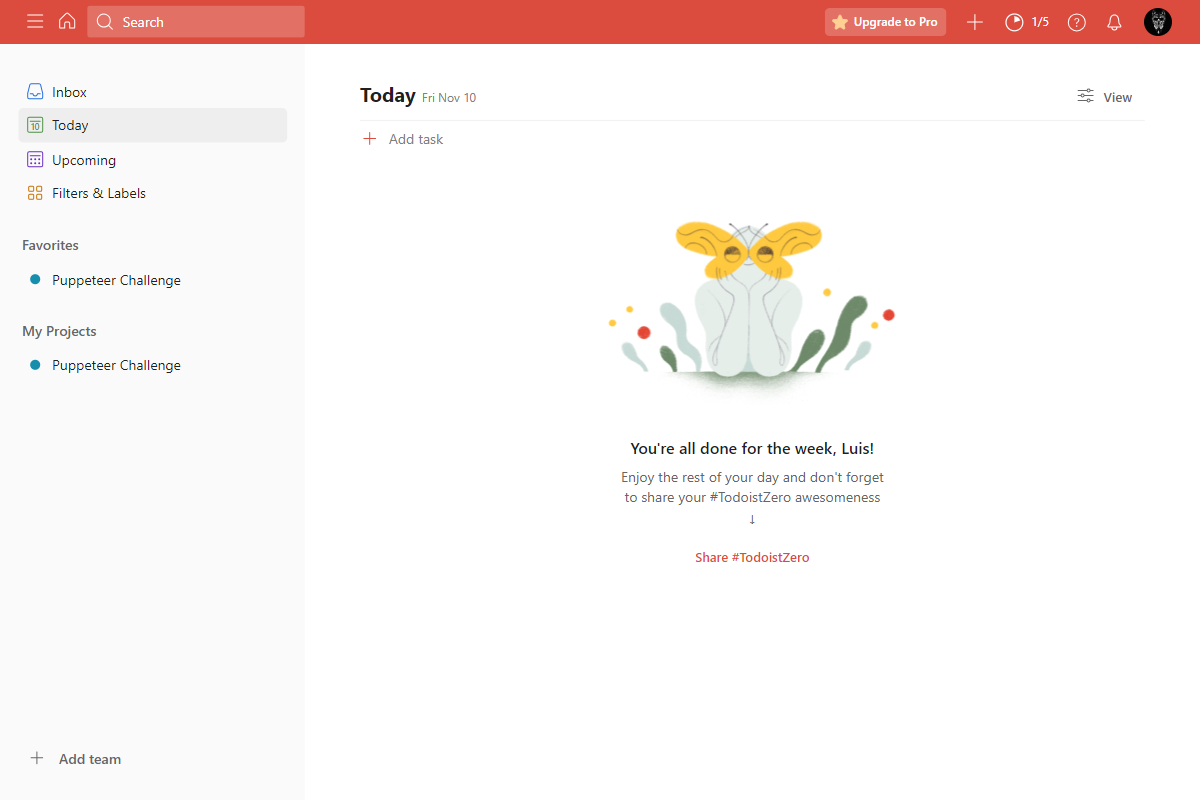 Search
Upgrade to Pro
1/5
?
Inbox
10
Today
Upcoming
Filters & Labels
Favorites
Puppeteer Challenge
My Projects
Puppeteer Challenge
Add team
Today Fri Nov 10
View
Add task
You're all done for the week, Luis!
Enjoy the rest of your day and don't forget
to share your #TodoistZero awesomeness
↓
Share #TodoistZero